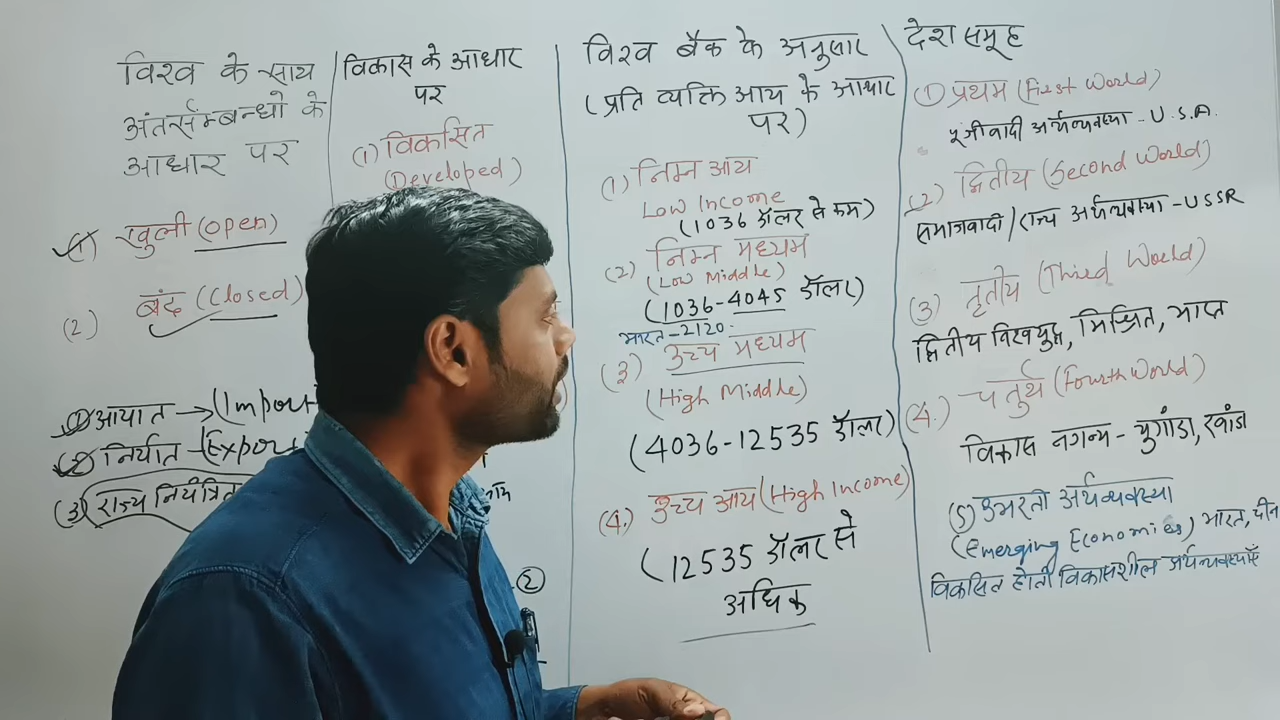 विश्व के साथ
अंतर्सम्बन्धो के
आधार पर
(1) खुली (open)
(2) बंद (Closed)
(1) आयात → (Import
(2) निर्यात - (Expor
(3) राज्य नियंत्रित
विकास के आधार
पर
(1) विकसित
(Developed)
②
विश्व बैंक के अनुसार
(प्रति व्यक्ति आय के आधार
पर)
(1) निम्न आय
Low Income
(1036 डॉलर से कम)
(2) निम्न मध्यम
(Low Middle)
(1036-4045 डॉलर)
भारत-2120
(3) उच्च मध्यम
(High Middle)
(4036-12535 डॉलर)
(4.) उच्च आय (High Income)
(12535 डॉलर से
अधिक
देश समूह
① प्रथम (First World)
पूंजीवादी अर्थव्यवस्था - U.S.A.
(2) द्वितीय (Second World)
समाजवादी/राज्य अर्थव्यवस्था - USSR
(3) तृतीय (Third World)
द्वितीय विश्वयुद्ध, मिश्रित, भारत
(4.) चतुर्थ (Fourth World)
विकास नगन्य - युगांडा, रवांडा
(5) उभरती अर्थव्यवस्था
(Emerging Economies) भारत, चीन
विकसित होती विकासशील अर्थव्यवस्थाएँ